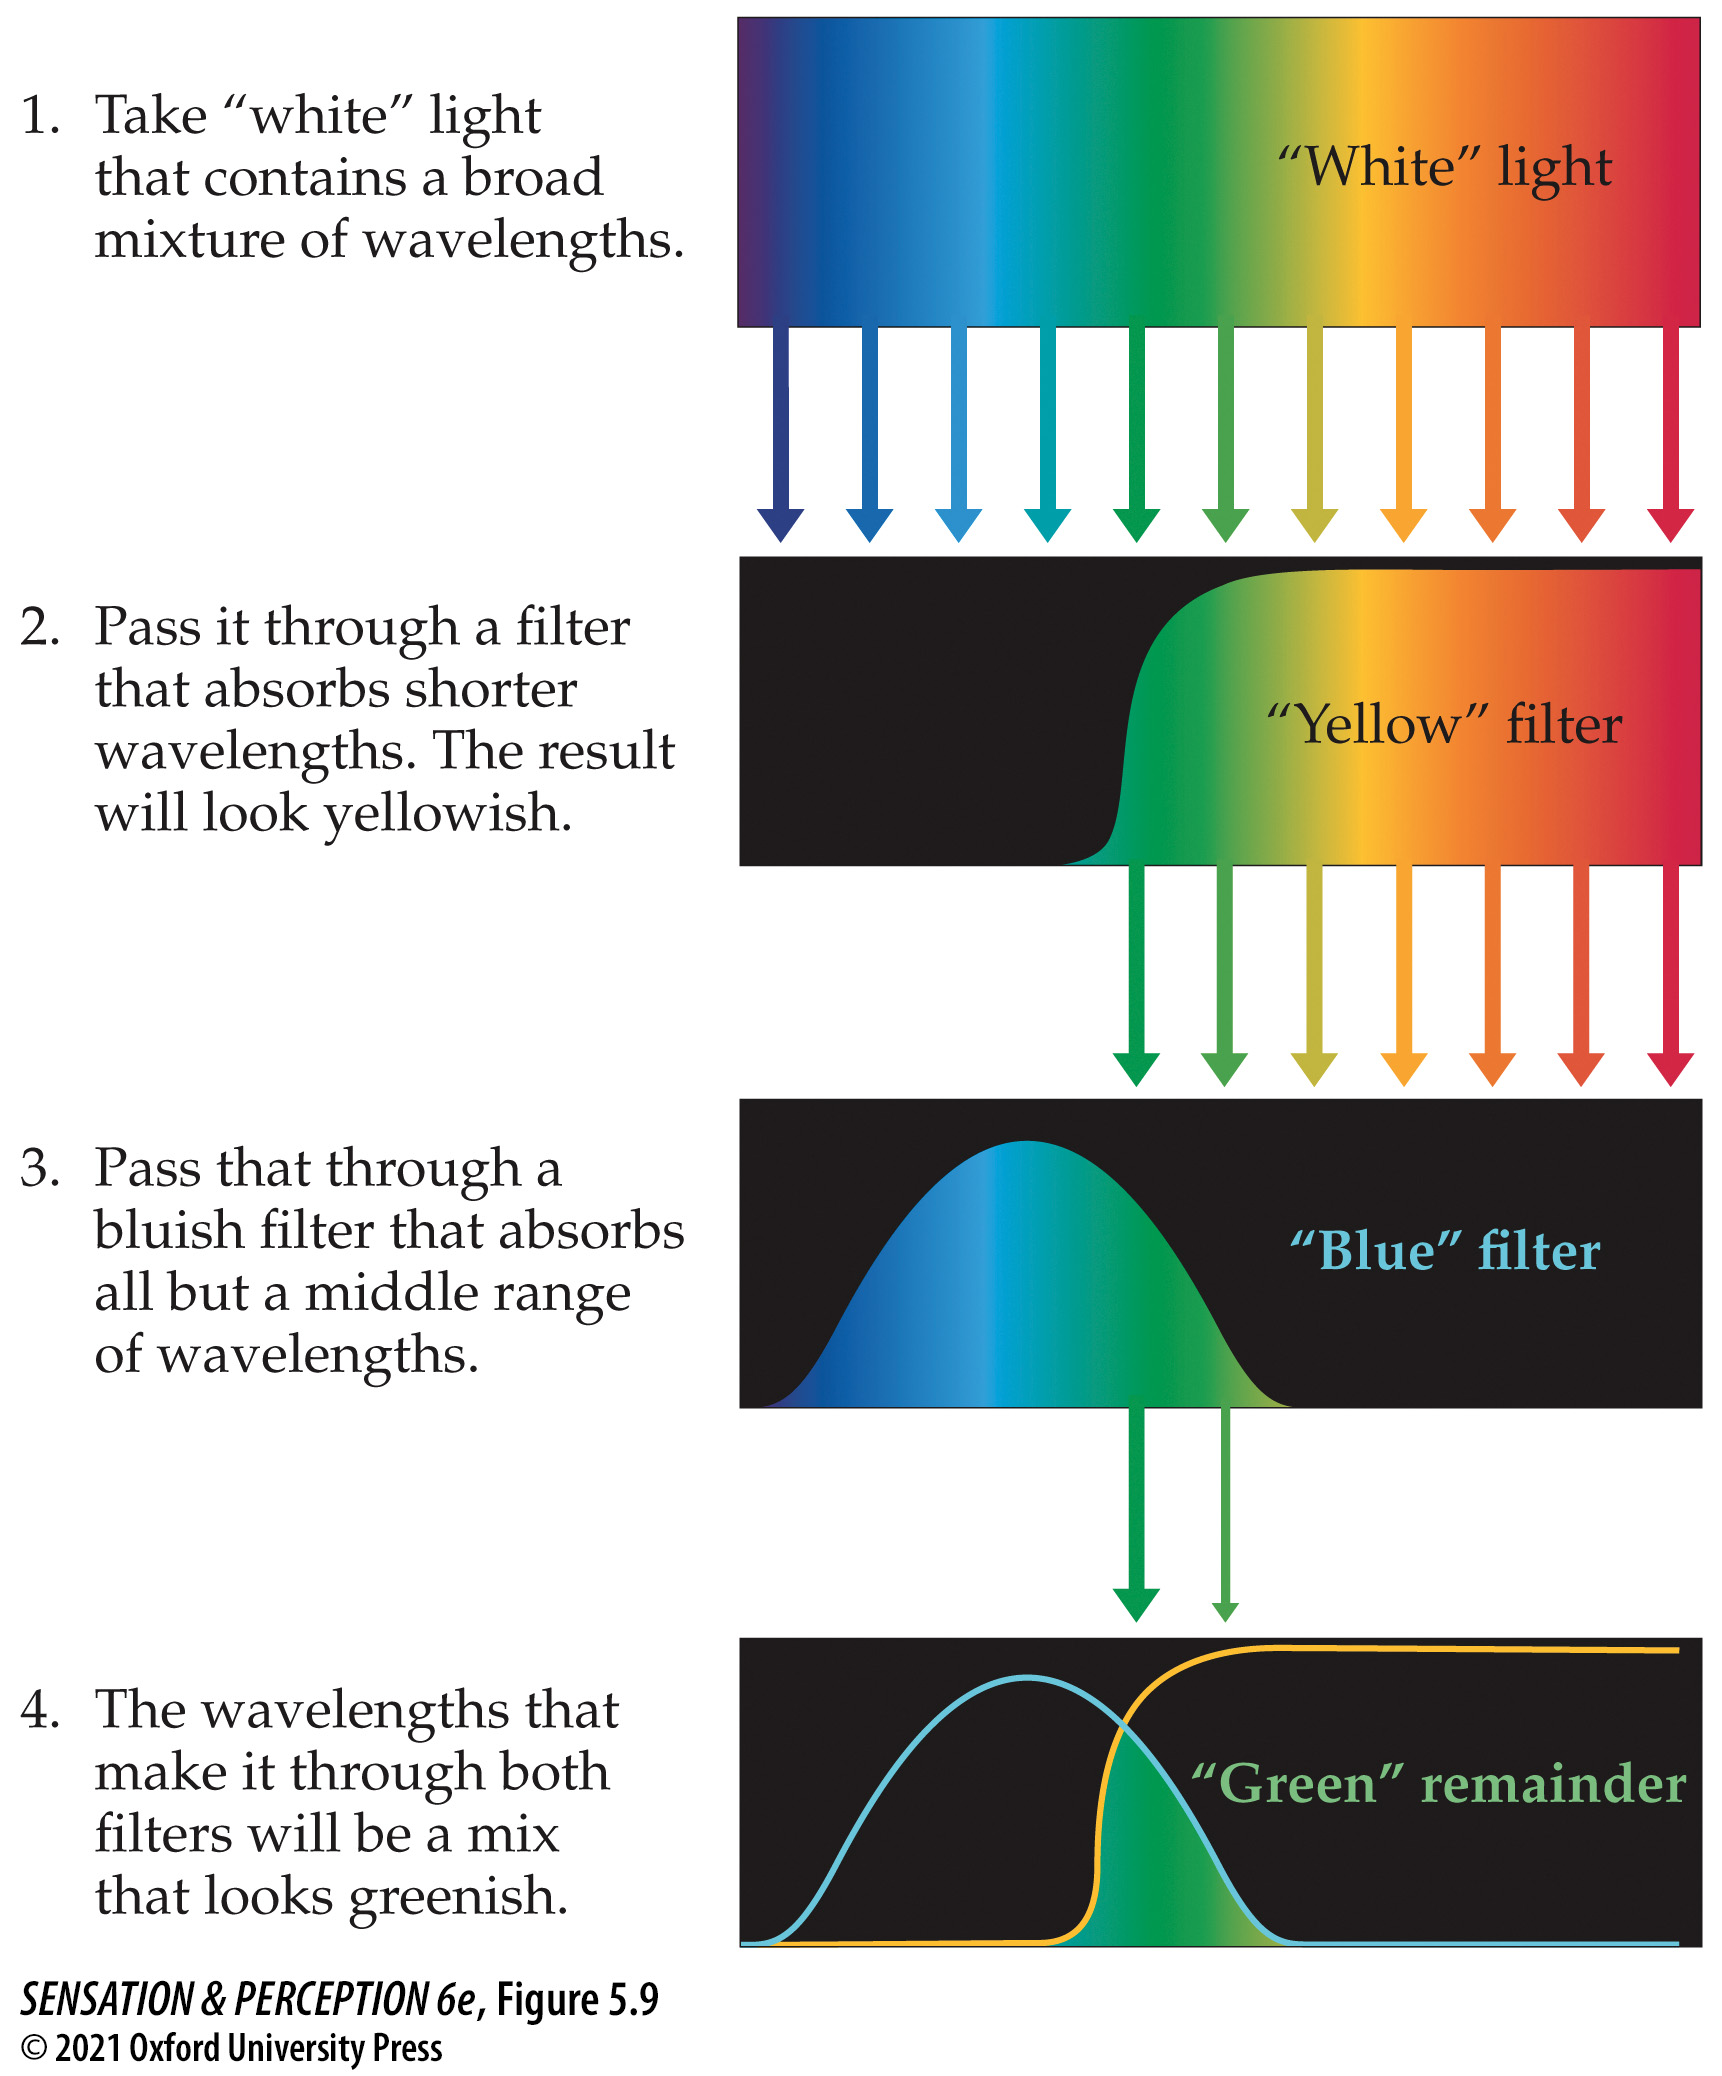 1. Take “white” light
that contains a broad
mixture of wavelengths.
“White” light
2. Pass it through a filter
that absorbs shorter
wavelengths. The result
will look yellowish.
“Yellow” filter
3. Pass that through a
bluish filter that absorbs
all but a middle range
of wavelengths.
“Blue” filter
4. The wavelengths that
make it through both
filters will be a mix
that looks greenish.
“Green” remainder
SENSATION & PERCEPTION 6e, Figure 5.9
© 2021 Oxford University Press